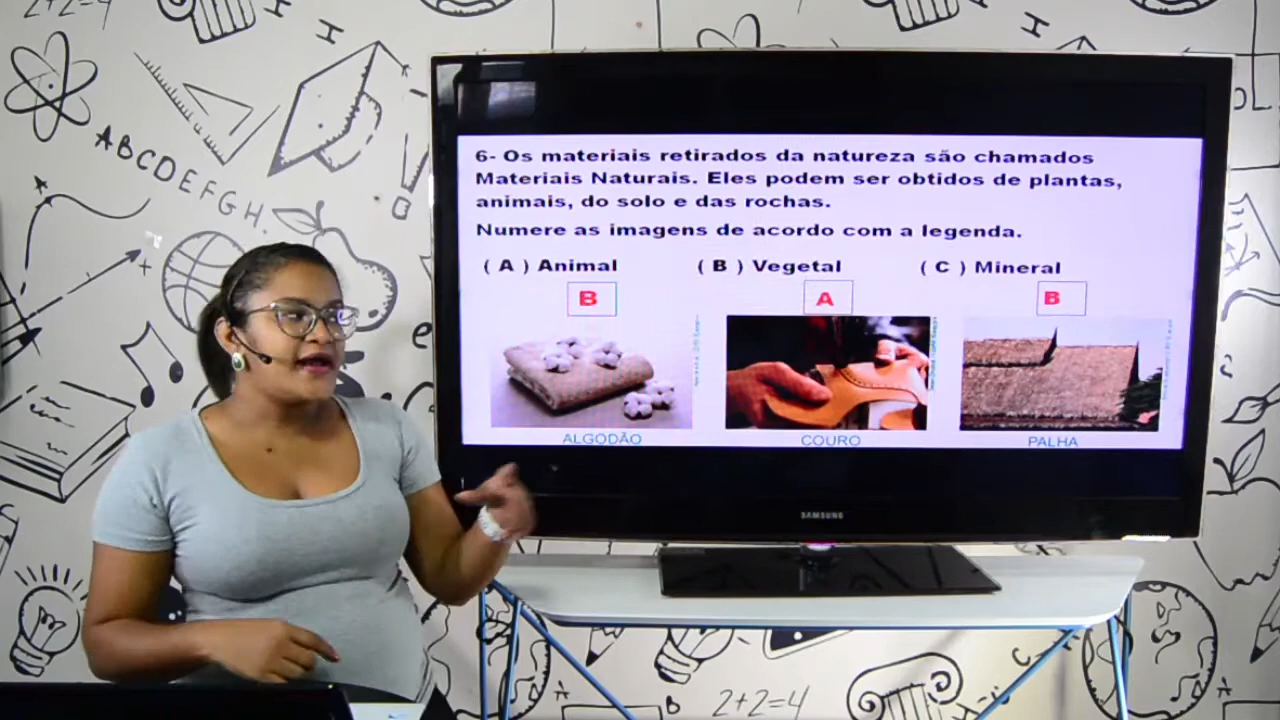 2+2=4
ABCDEFGH.
6- Os materiais retirados da natureza são chamados
Materiais Naturais. Eles podem ser obtidos de plantas,
animais, do solo e das rochas.
Numere as imagens de acordo com a legenda.
( A ) Animal ( B ) Vegetal ( C ) Mineral
B A B
ALGODÃO COURO PALHA
SAMSUNG
2+2=4